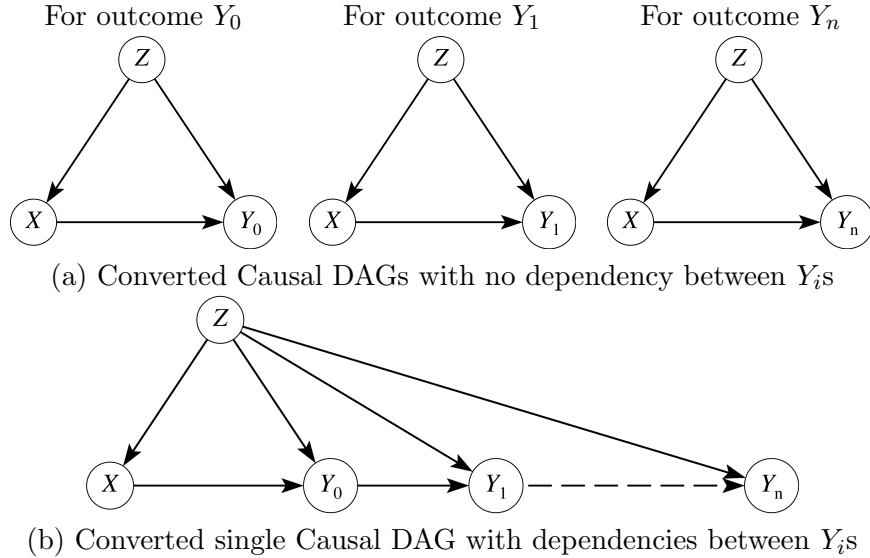 For outcome Y₀ For outcome Y₁ For outcome Yₙ
Z Z Z
X Y₀ X Y₁ X Yₙ
(a) Converted Causal DAGs with no dependency between Yᵢs
Z
X Y₀ Y₁ Yₙ
(b) Converted single Causal DAG with dependencies between Yᵢs